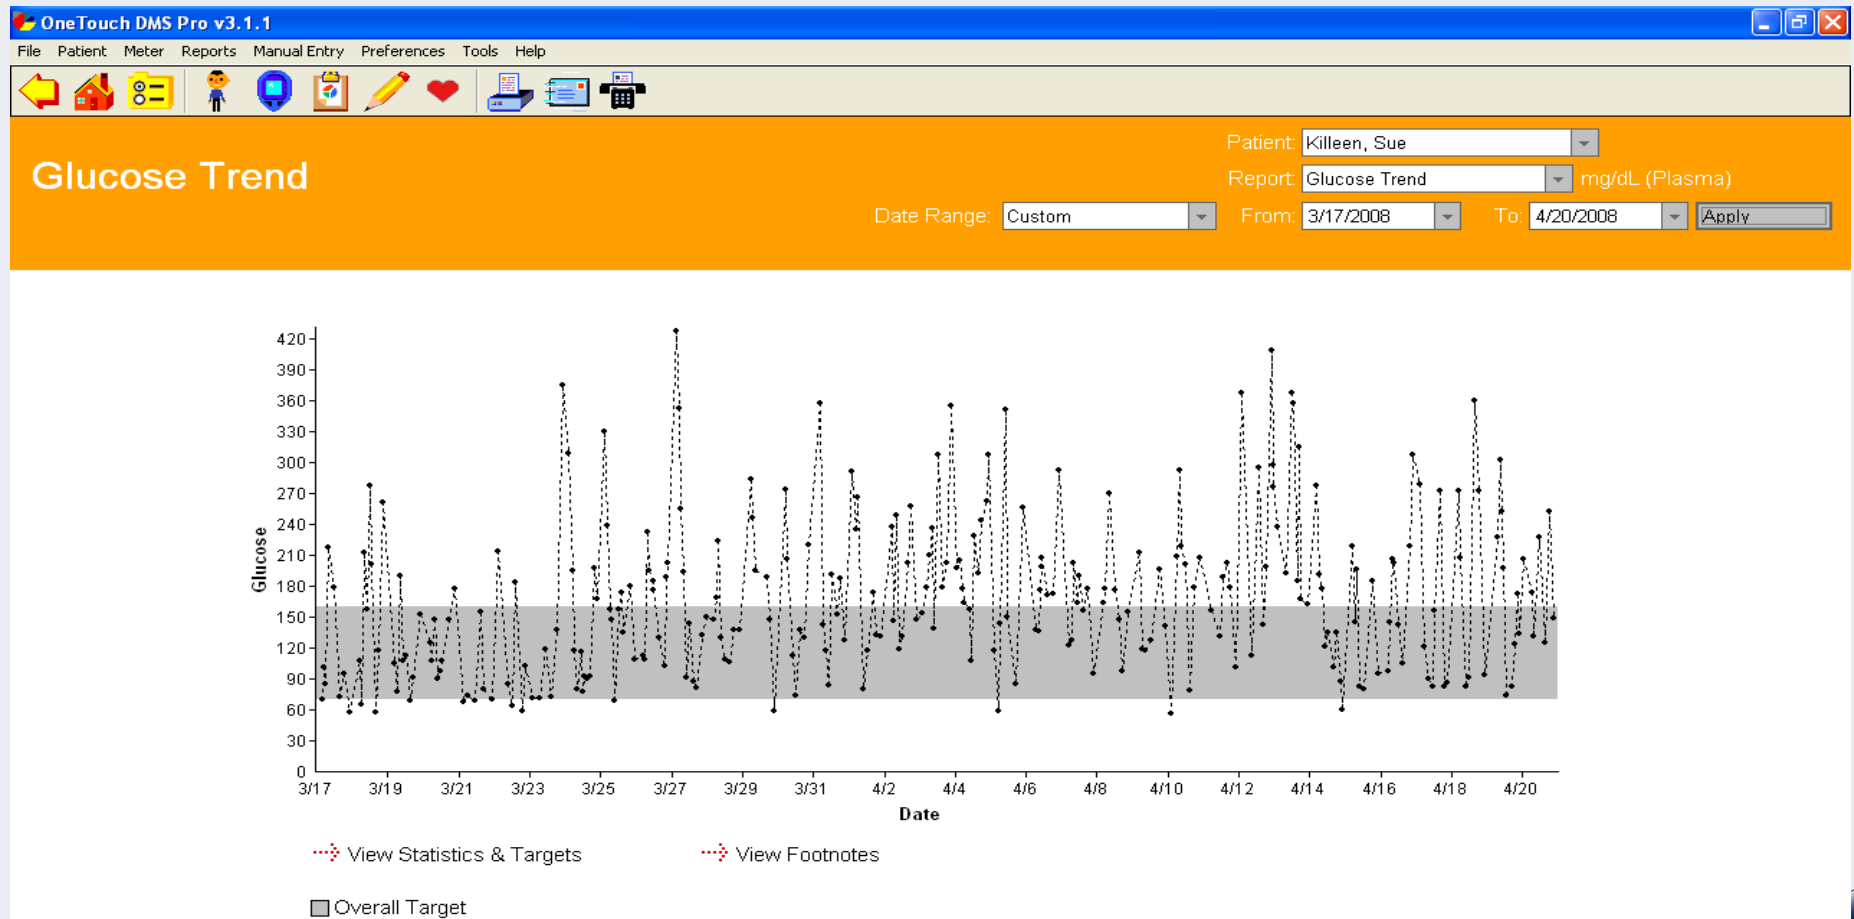 OneTouch DMS Pro v3.1.1
File Patient Meter Reports Manual Entry Preferences Tools Help
Glucose Trend
Patient: Killeen, Sue
Report: Glucose Trend mg/dL (Plasma)
Date Range: Custom From: 3/17/2008 To: 4/20/2008 Apply
420
390
360
330
300
270
240
210
180
150
120
90
60
30
0
Glucose
3/17 3/19 3/21 3/23 3/25 3/27 3/29 3/31 4/2 4/4 4/6 4/8 4/10 4/12 4/14 4/16 4/18 4/20
Date
View Statistics & Targets View Footnotes
Overall Target